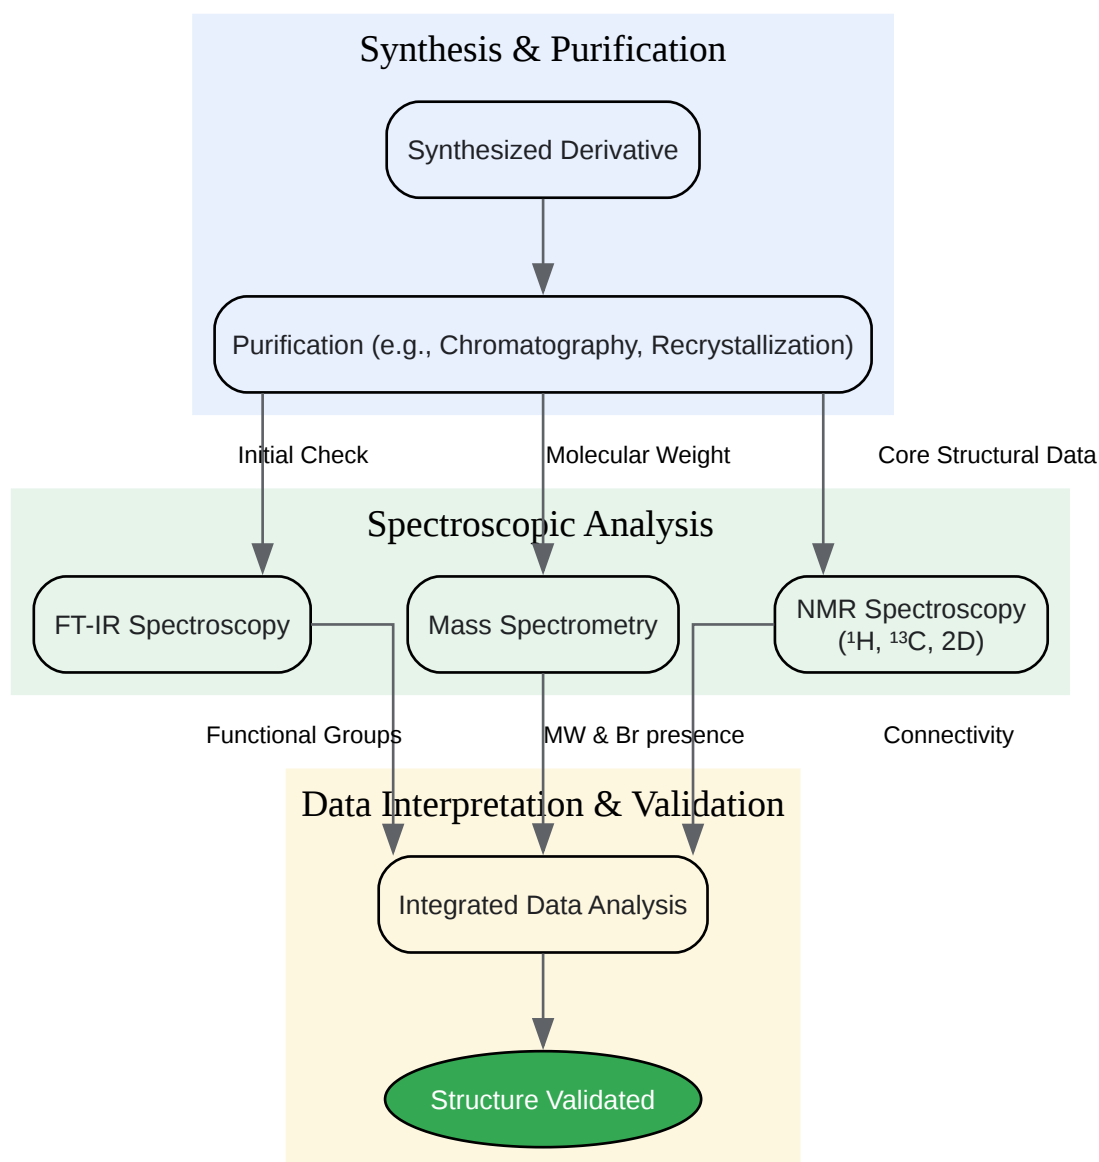 Synthesis & Purification
Synthesized Derivative
Purification (e.g., Chromatography, Recrystallization)
Initial Check
Molecular Weight
Core Structural Data
Spectroscopic Analysis
FT-IR Spectroscopy
Mass Spectrometry
NMR Spectroscopy
(¹H, ¹³C, 2D)
Functional Groups
MW & Br presence
Connectivity
Data Interpretation & Validation
Integrated Data Analysis
Structure Validated